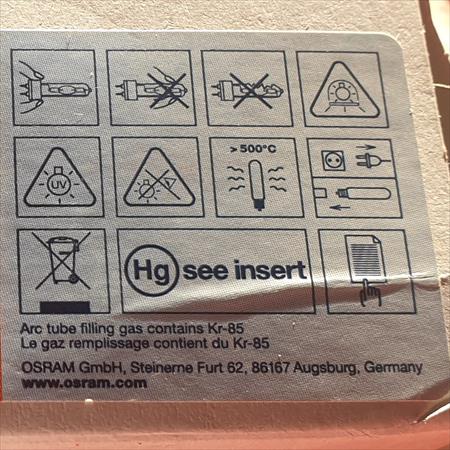 > 500°C
UV
Hg see insert
Arc tube filling gas contains Kr-85
Le gaz remplissage contient du Kr-85
OSRAM GmbH, Steinerne Furt 62, 86167 Augsburg, Germany
www.osram.com